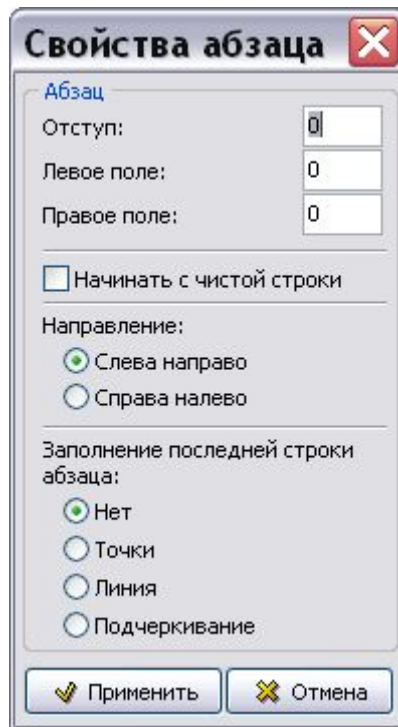 Свойства абзаца
Абзац
Отступ: 0
Левое поле: 0
Правое поле: 0
Начинать с чистой строки
Направление:
Слева направо
Справа налево
Заполнение последней строки
абзаца:
Нет
Точки
Линия
Подчеркивание
Применить Отмена